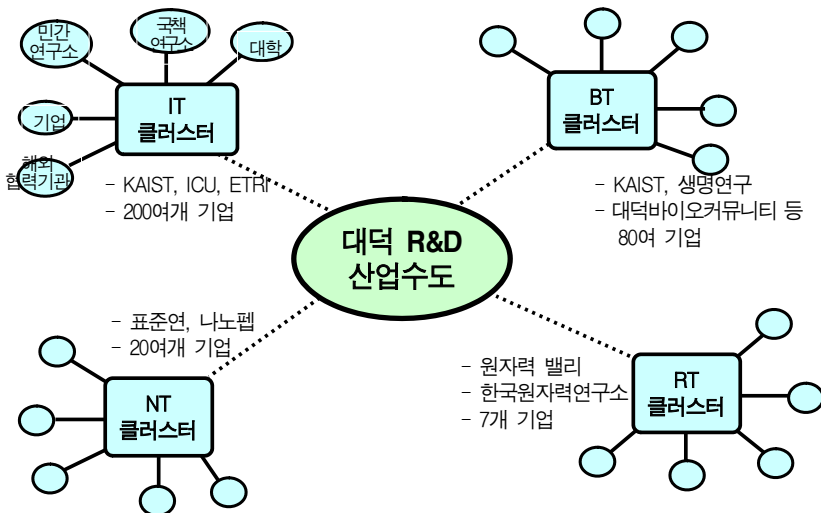 민간
연구소
국책
연구소
대학
기업
해외
협력기관
IT
클러스터
- KAIST, ICU, ETRI
- 200여개 기업
BT
클러스터
- KAIST, 생명연구
- 대덕바이오커뮤니티 등
80여 기업
대덕 R&D
산업수도
- 표준연, 나노펩
- 20여개 기업
NT
클러스터
- 원자력 밸리
- 한국원자력연구소
- 7개 기업
RT
클러스터